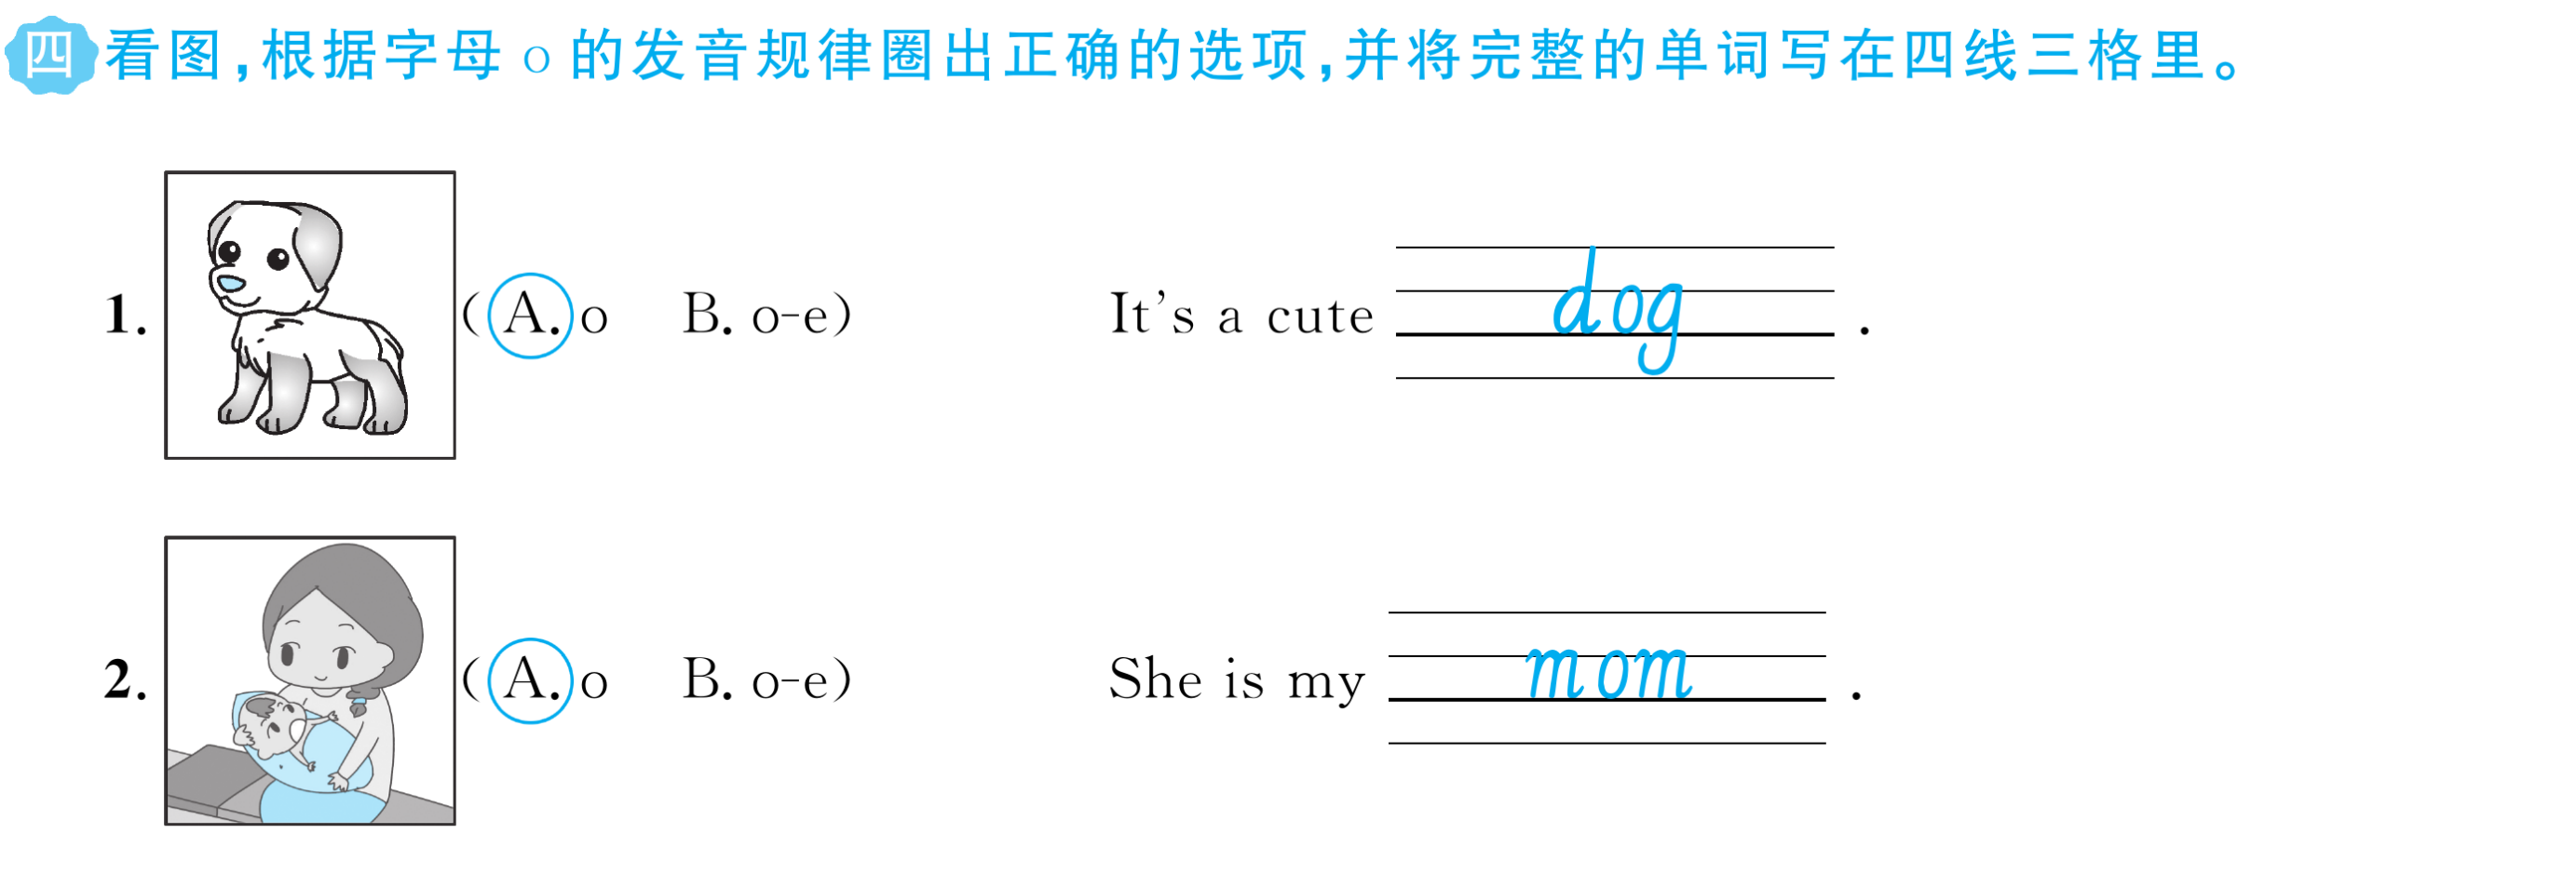 四 看图,根据字母 o 的发音规律圈出正确的选项,并将完整的单词写在四线三格里。
1. (A. o B. o-e) It's a cute dog .
2. (A. o B. o-e) She is my mom .